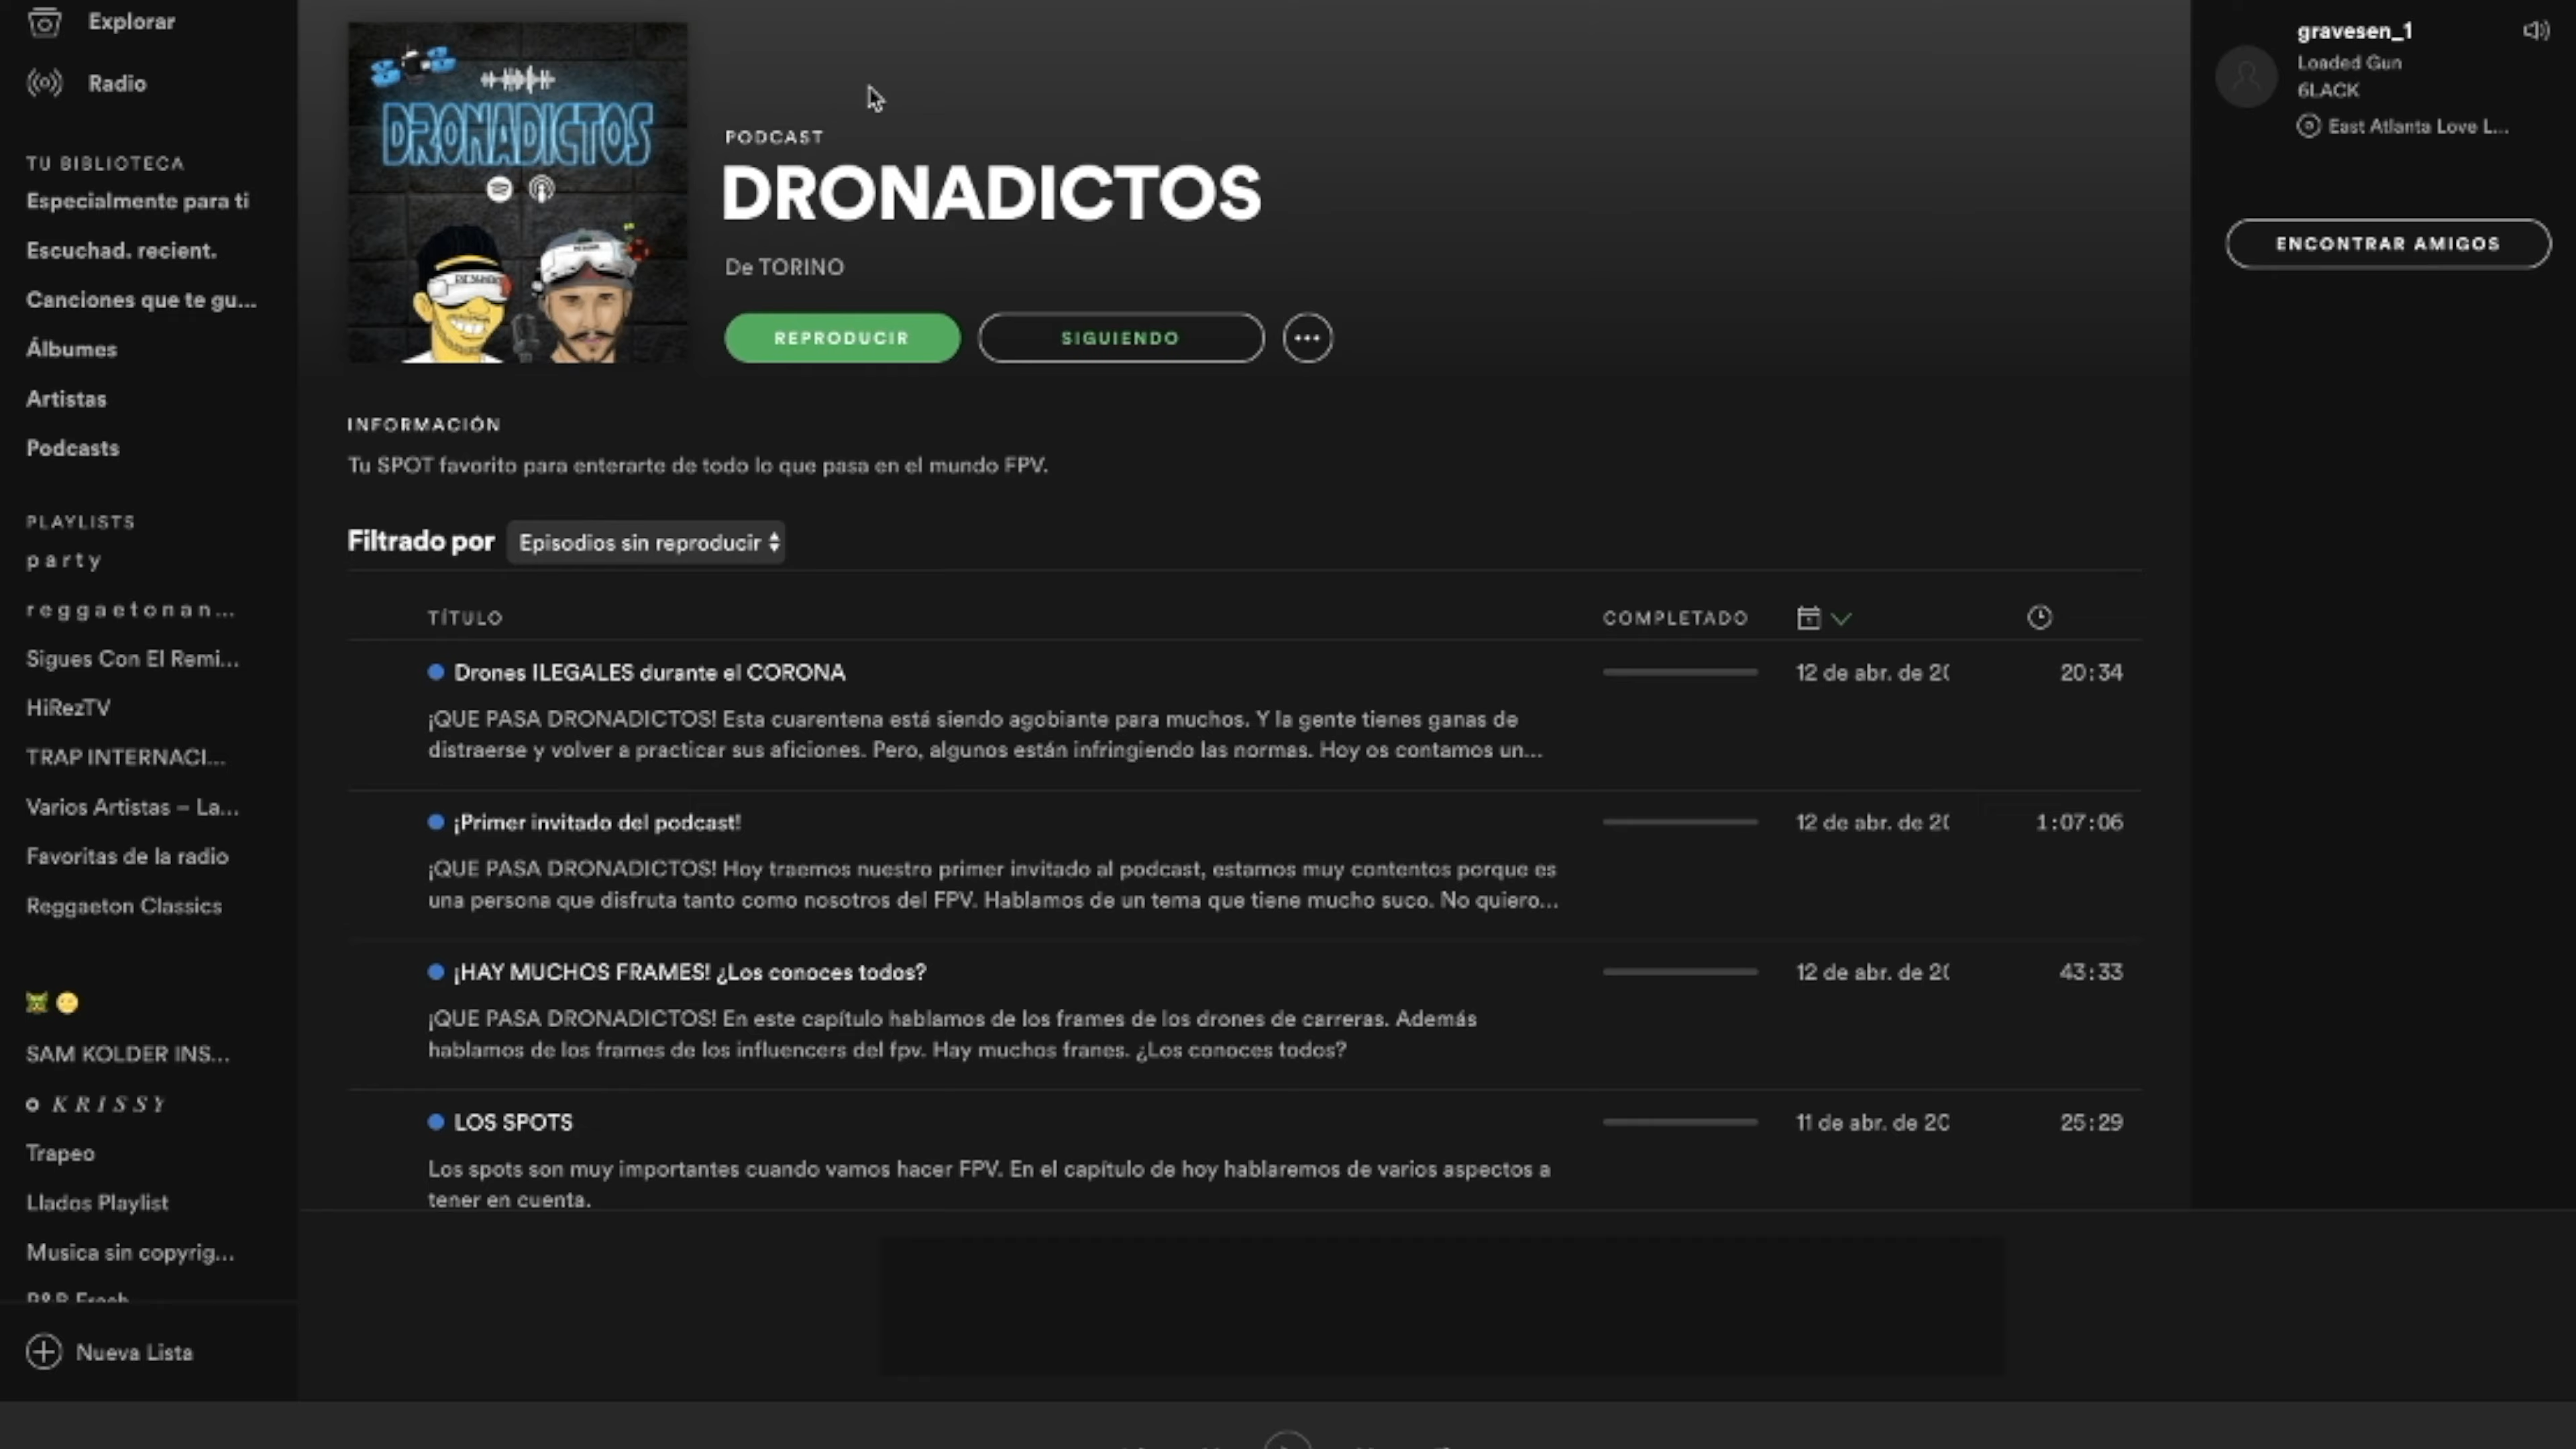 Explorar
Radio
TU BIBLIOTECA
Especialmente para ti
Escuchad. recient.
Canciones que te gu...
Álbumes
Artistas
Podcasts
PLAYLISTS
party
reggaetonan...
Sigues Con El Remi...
HiRezTV
TRAP INTERNACI...
Varios Artistas – La...
Favoritas de la radio
Reggaeton Classics
SAM KOLDER INS...
KRISSY
Trapeo
Llados Playlist
Musica sin copyrig...
Nueva Lista
DRONADICTOS
PODCAST
DRONADICTOS
De TORINO
REPRODUCIR
SIGUIENDO
INFORMACIÓN
Tu SPOT favorito para enterarte de todo lo que pasa en el mundo FPV.
Filtrado por Episodios sin reproducir
TÍTULO COMPLETADO
Drones ILEGALES durante el CORONA 12 de abr. de 20:34
¡QUE PASA DRONADICTOS! Esta cuarentena está siendo agobiante para muchos. Y la gente tienes ganas de
distraerse y volver a practicar sus aficiones. Pero, algunos están infringiendo las normas. Hoy os contamos un...
¡Primer invitado del podcast! 12 de abr. de 1:07:06
¡QUE PASA DRONADICTOS! Hoy traemos nuestro primer invitado al podcast, estamos muy contentos porque es
una persona que disfruta tanto como nosotros del FPV. Hablamos de un tema que tiene mucho suco. No quiero...
¡HAY MUCHOS FRAMES! ¿Los conoces todos? 12 de abr. de 43:33
¡QUE PASA DRONADICTOS! En este capítulo hablamos de los frames de los drones de carreras. Además
hablamos de los frames de los influencers del fpv. Hay muchos franes. ¿Los conoces todos?
LOS SPOTS 11 de abr. de 25:29
Los spots son muy importantes cuando vamos hacer FPV. En el capítulo de hoy hablaremos de varios aspectos a
tener en cuenta.
gravesen_1
Loaded Gun
6LACK
East Atlanta Love L...
ENCONTRAR AMIGOS